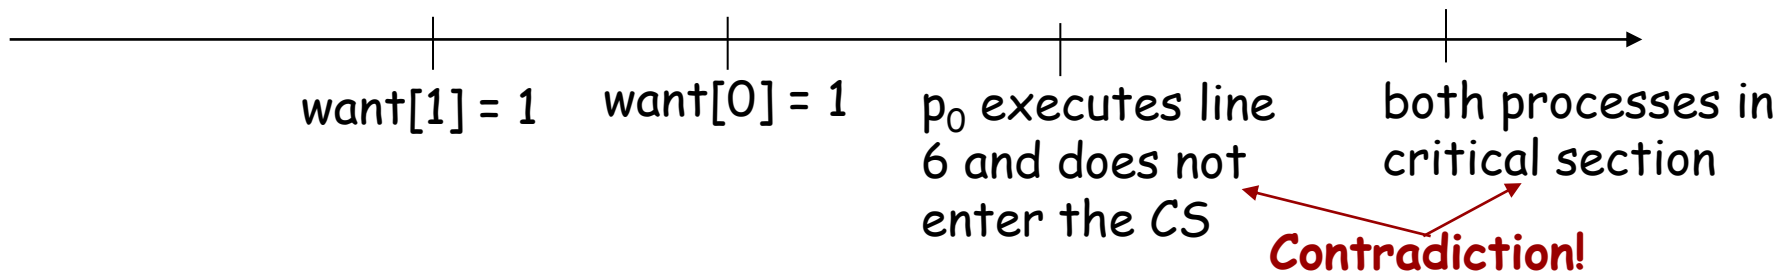 want[1] = 1
want[0] = 1
p₀ executes line
6 and does not
enter the CS
both processes in
critical section
Contradiction!